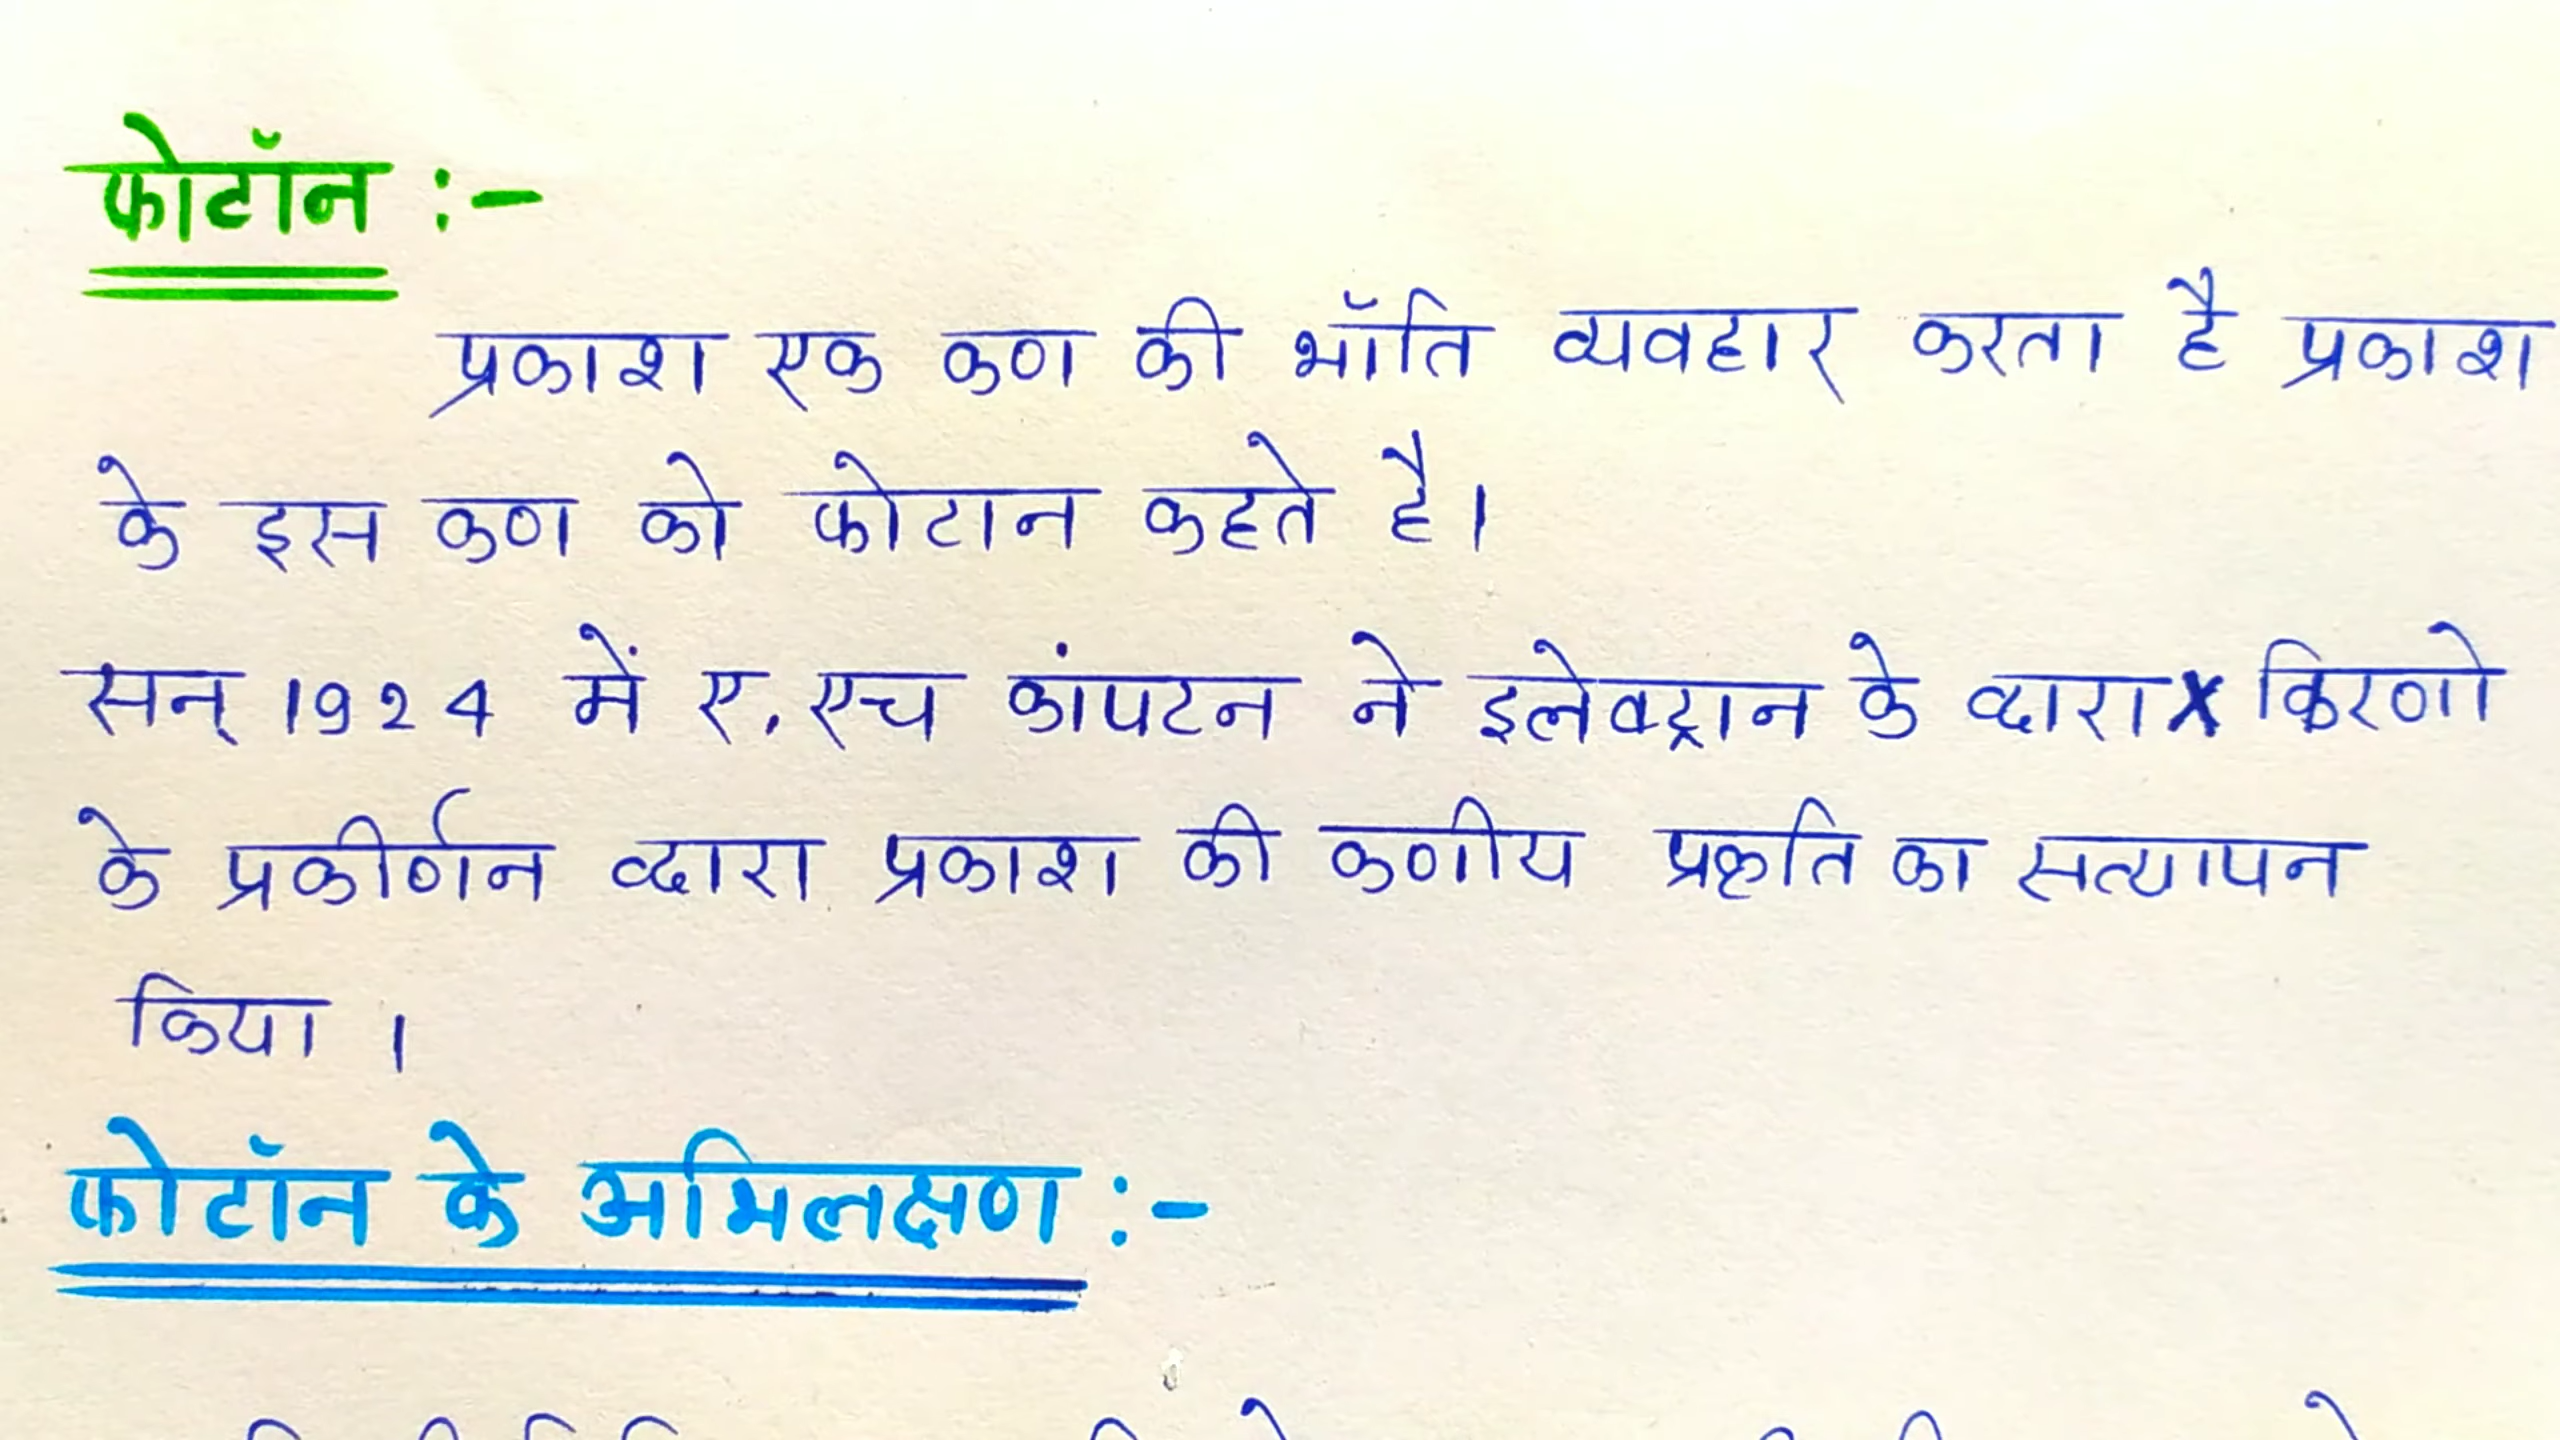 फोटॉन :-
प्रकाश एक कण की भॉति व्यवहार करता है प्रकाश
के इस कण को फोटान कहते है।
सन् 1924 में ए. एच कांपटन ने इलेक्ट्रान के व्दारा X किरणो
के प्रकीर्णन व्दारा प्रकाश की कणीय प्रकृति का सत्यापन
किया ।
फोटॉन के अभिलक्षण :-